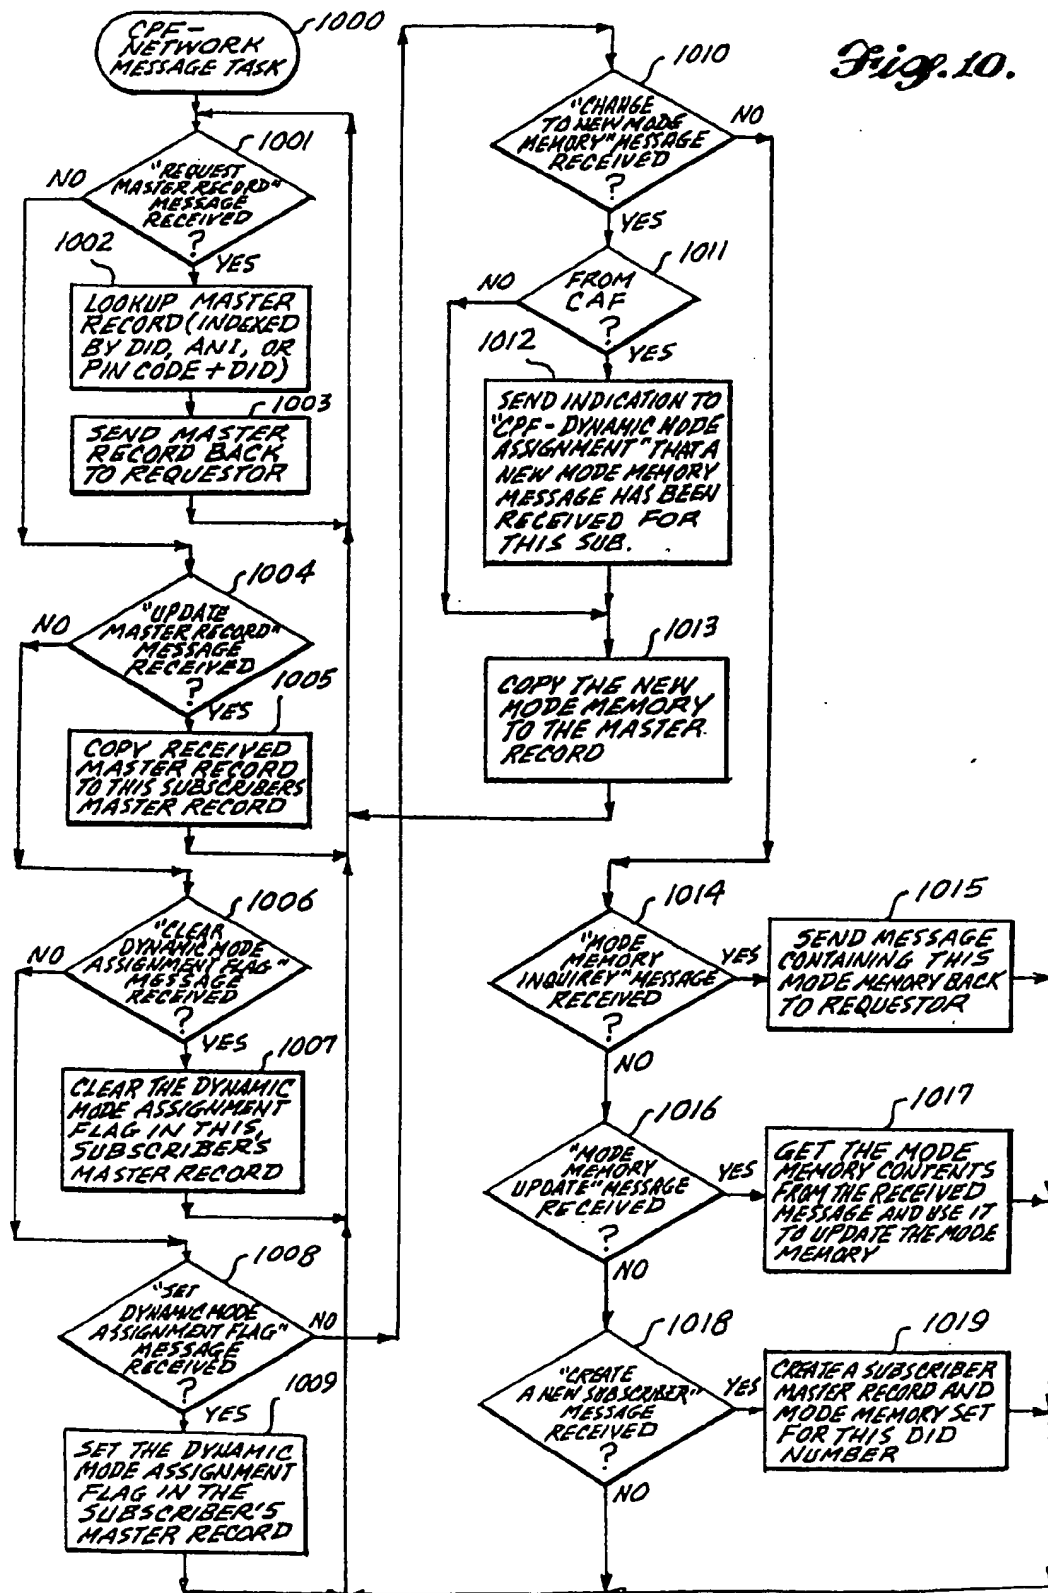 Fig. 10.
1000
CPF-
NETWORK
MESSAGE TASK
1001
"REQUEST
MASTER RECORD"
MESSAGE
RECEIVED
?
NO
YES
1002
LOOKUP MASTER
RECORD (INDEXED
BY DID, ANI, OR
PIN CODE + DID)
1003
SEND MASTER
RECORD BACK
TO REQUESTOR
1004
"UPDATE
MASTER RECORD"
MESSAGE
RECEIVED
?
NO
YES
1005
COPY RECEIVED
MASTER RECORD
TO THIS SUBSCRIBERS
MASTER RECORD
1006
"CLEAR
DYNAMIC MODE
ASSIGNMENT FLAG"
MESSAGE
RECEIVED
?
NO
YES
1007
CLEAR THE DYNAMIC
MODE ASSIGNMENT
FLAG IN THIS,
SUBSCRIBER'S
MASTER RECORD
1008
"SET
DYNAMIC MODE
ASSIGNMENT FLAG"
MESSAGE
RECEIVED
?
NO
YES
1009
SET THE DYNAMIC
MODE ASSIGNMENT
FLAG IN THE
SUBSCRIBER'S
MASTER RECORD
1010
"CHANGE
TO NEW MODE
MEMORY" MESSAGE
RECEIVED
?
NO
YES
1011
FROM
CAF
?
NO
YES
1012
SEND INDICATION TO
"CPF-DYNAMIC MODE
ASSIGNMENT" THAT A
NEW MODE MEMORY
MESSAGE HAS BEEN
RECEIVED FOR
THIS SUB.
1013
COPY THE NEW
MODE MEMORY
TO THE MASTER
RECORD
1014
"MODE
MEMORY
INQUIREY" MESSAGE
RECEIVED
?
YES
NO
1015
SEND MESSAGE
CONTAINING THIS
MODE MEMORY BACK
TO REQUESTOR
1016
"MODE
MEMORY
UPDATE" MESSAGE
RECEIVED
?
YES
NO
1017
GET THE MODE
MEMORY CONTENTS
FROM THE RECEIVED
MESSAGE AND USE IT
TO UPDATE THE MODE
MEMORY
1018
"CREATE
A NEW SUBSCRIBER"
MESSAGE
RECEIVED
?
YES
NO
1019
CREATE A SUBSCRIBER
MASTER RECORD AND
MODE MEMORY SET
FOR THIS DID
NUMBER